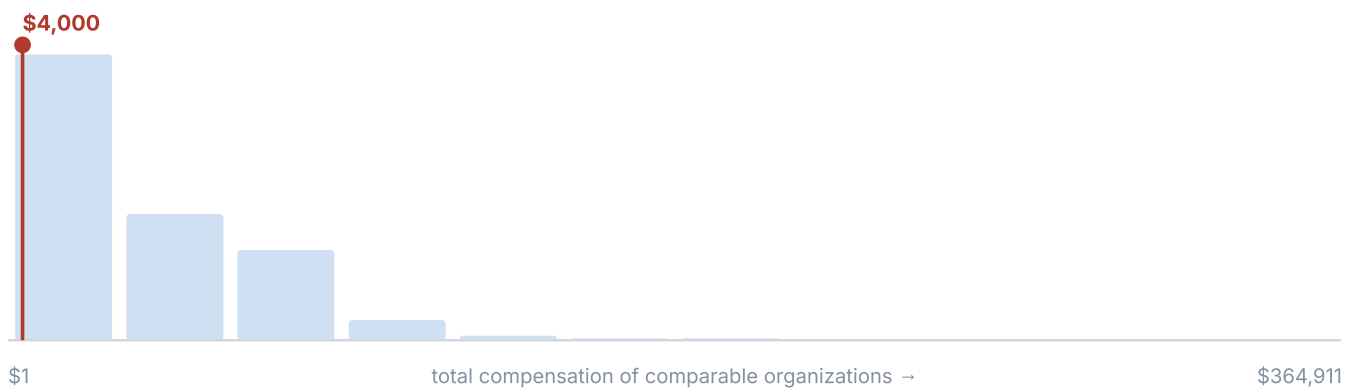 $4,000
$1 total compensation of comparable organizations → $364,911